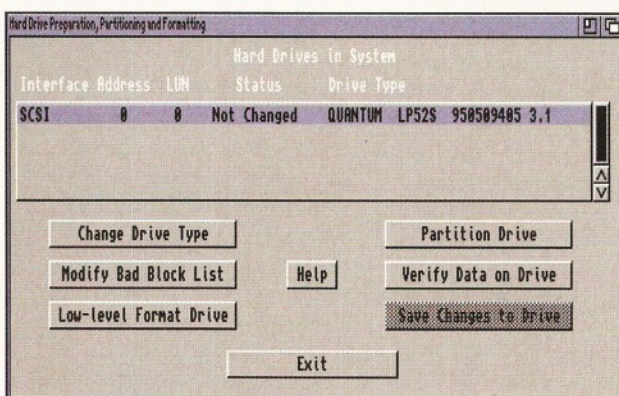 Hard Drive Preparation, Partitioning and Formatting
Hard Drives in System
Interface Address LUN Status Drive Type
SCSI 0 0 Not Changed QUANTUM LP52S 950509405 3.1
Change Drive Type
Partition Drive
Modify Bad Block List
Help
Verify Data on Drive
Low-level Format Drive
Save Changes to Drive
Exit